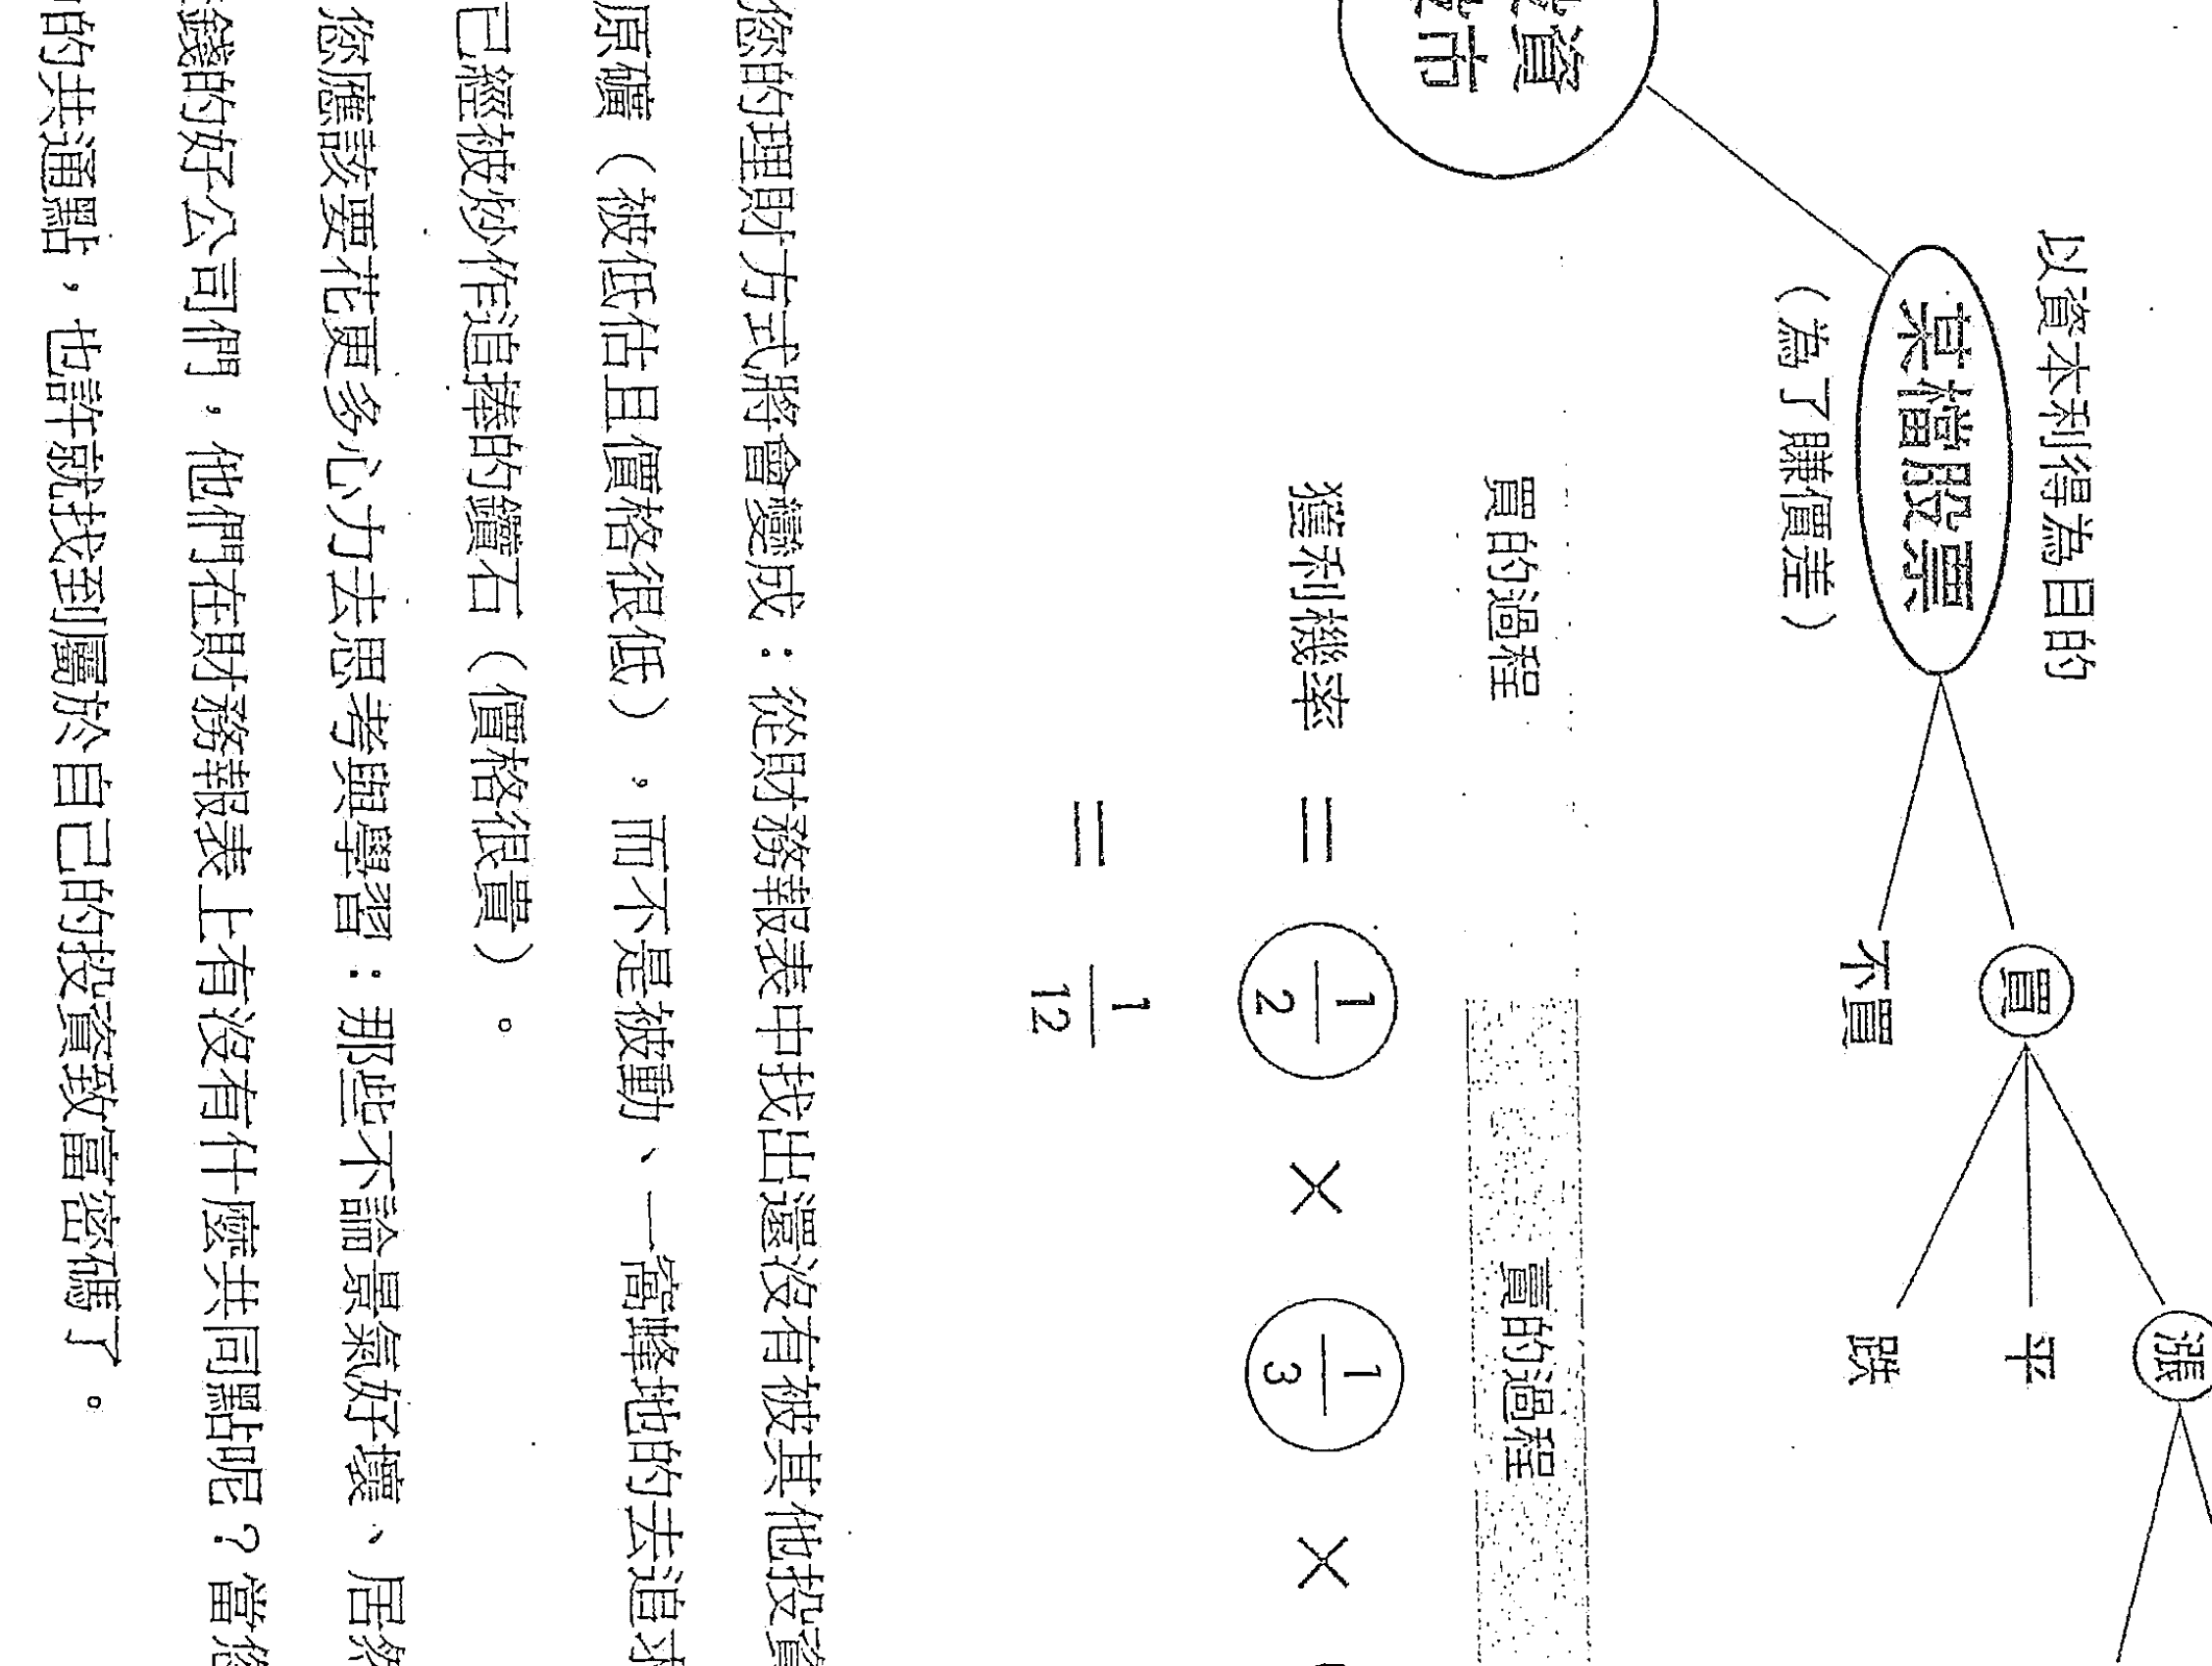 以資本利得為目的
某檔股票
（為了賺價差）
資
市
買
不買
漲
平
跌
買的過程
賣的過程
獲利機率 = 1/2 × 1/3 ×
= 1/12
您的理財方式將會變成：從財務報表中找出還沒有被其他投資
原礦（被低估且價格很低），而不是被動、一窩蜂地的去追求
已經被炒作追捧的鑽石（價格很貴）。
您應該要花更多心力去思考與學習：那些不論景氣好壞、居然
錢的好公司們，他們在財務報表上有沒有什麼共同點呢？當您
的共通點，也許就找到屬於自己的投資致富密碼了。